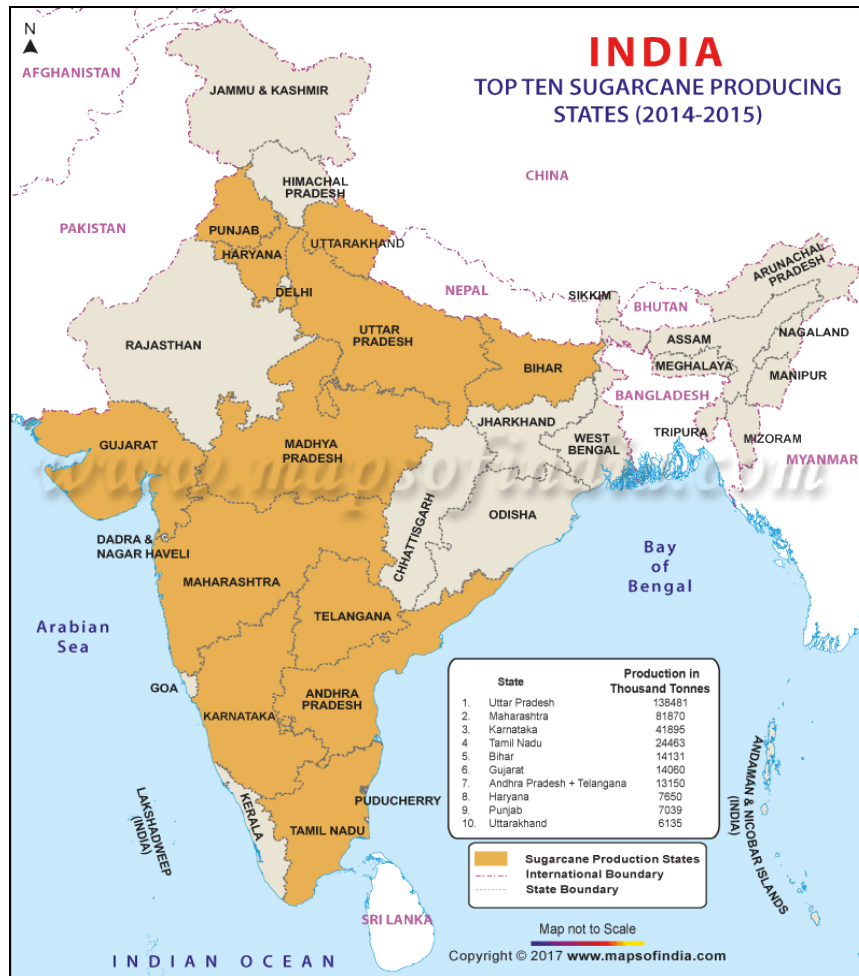 N
INDIA
TOP TEN SUGARCANE PRODUCING
STATES (2014-2015)
AFGHANISTAN
JAMMU & KASHMIR
CHINA
HIMACHAL
PRADESH
PAKISTAN
PUNJAB
UTTARAKHAND
HARYANA
DELHI
NEPAL
SIKKIM
BHUTAN
ARUNACHAL
PRADESH
RAJASTHAN
UTTAR
PRADESH
ASSAM
NAGALAND
MEGHALAYA
BIHAR
MANIPUR
BANGLADESH
JHARKHAND
TRIPURA
MIZORAM
GUJARAT
MADHYA
PRADESH
WEST
BENGAL
MYANMAR
www.mapsofindia.com
CHHATTISGARH
ODISHA
DADRA &
NAGAR HAVELI
MAHARASHTRA
Bay
of
Bengal
TELANGANA
Arabian
Sea
GOA
KARNATAKA
ANDHRA
PRADESH
State Production in
Thousand Tonnes
1. Uttar Pradesh 138481
2. Maharashtra 81870
3. Karnataka 41895
4 Tamil Nadu 24463
5. Bihar 14131
6. Gujarat 14060
7. Andhra Pradesh + Telangana 13150
8. Haryana 7650
9. Punjab 7039
10. Uttarakhand 6135
LAKSHADWEEP
(INDIA)
KERALA
PUDUCHERRY
TAMIL NADU
ANDAMAN & NICOBAR ISLANDS
(INDIA)
Sugarcane Production States
International Boundary
State Boundary
SRI LANKA
Map not to Scale
Copyright © 2017 www.mapsofindia.com
INDIAN OCEAN